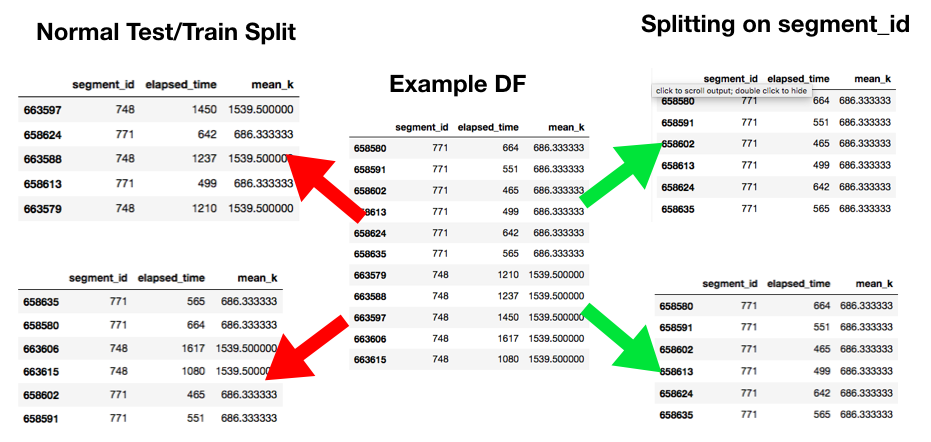 Normal Test/Train Split
segment_id elapsed_time mean_k
663597 748 1450 1539.500000
658624 771 642 686.333333
663588 748 1237 1539.500000
658613 771 499 686.333333
663579 748 1210 1539.500000
segment_id elapsed_time mean_k
658635 771 565 686.333333
658580 771 664 686.333333
663606 748 1617 1539.500000
663615 748 1080 1539.500000
658602 771 465 686.333333
658591 771 551 686.333333
Example DF
segment_id elapsed_time mean_k
658580 771 664 686.333333
658591 771 551 686.333333
658602 771 465 686.333333
658613 771 499 686.333333
658624 771 642 686.333333
658635 771 565 686.333333
663579 748 1210 1539.500000
663588 748 1237 1539.500000
663597 748 1450 1539.500000
663606 748 1617 1539.500000
663615 748 1080 1539.500000
Splitting on segment_id
segment_id elapsed_time mean_k
click to scroll output; double click to hide
658580 771 664 686.333333
658591 771 551 686.333333
658602 771 465 686.333333
658613 771 499 686.333333
658624 771 642 686.333333
658635 771 565 686.333333
segment_id elapsed_time mean_k
658580 771 664 686.333333
658591 771 551 686.333333
658602 771 465 686.333333
658613 771 499 686.333333
658624 771 642 686.333333
658635 771 565 686.333333